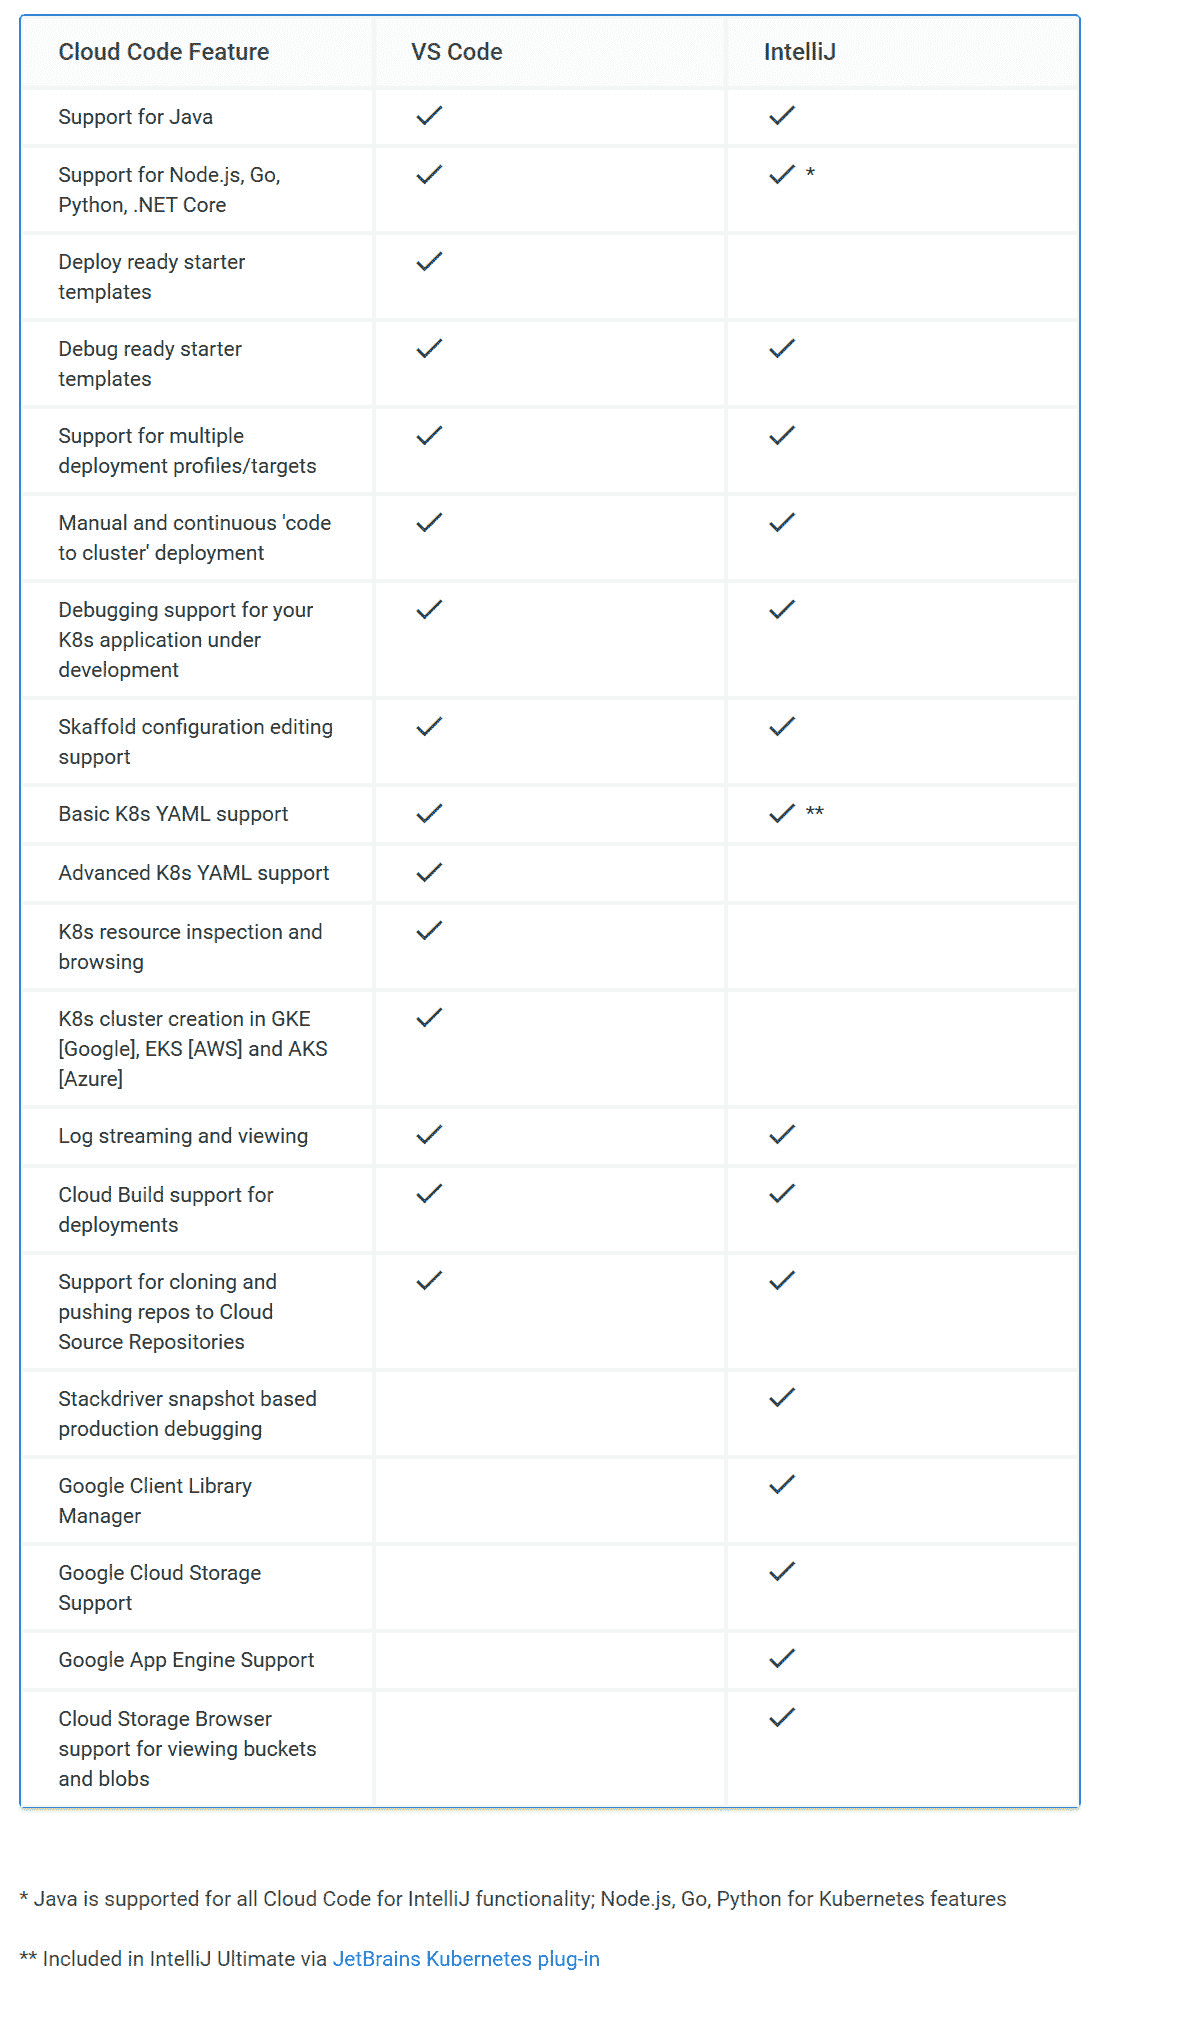 Cloud Code Feature VS Code IntelliJ
Support for Java ✓ ✓
Support for Node.js, Go, ✓ ✓ *
Python, .NET Core
Deploy ready starter ✓
templates
Debug ready starter ✓ ✓
templates
Support for multiple ✓ ✓
deployment profiles/targets
Manual and continuous 'code ✓ ✓
to cluster' deployment
Debugging support for your ✓ ✓
K8s application under
development
Skaffold configuration editing ✓ ✓
support
Basic K8s YAML support ✓ ✓ **
Advanced K8s YAML support ✓
K8s resource inspection and ✓
browsing
K8s cluster creation in GKE ✓
[Google], EKS [AWS] and AKS
[Azure]
Log streaming and viewing ✓ ✓
Cloud Build support for ✓ ✓
deployments
Support for cloning and ✓ ✓
pushing repos to Cloud
Source Repositories
Stackdriver snapshot based ✓
production debugging
Google Client Library ✓
Manager
Google Cloud Storage ✓
Support
Google App Engine Support ✓
Cloud Storage Browser ✓
support for viewing buckets
and blobs
* Java is supported for all Cloud Code for IntelliJ functionality; Node.js, Go, Python for Kubernetes features
** Included in IntelliJ Ultimate via JetBrains Kubernetes plug-in